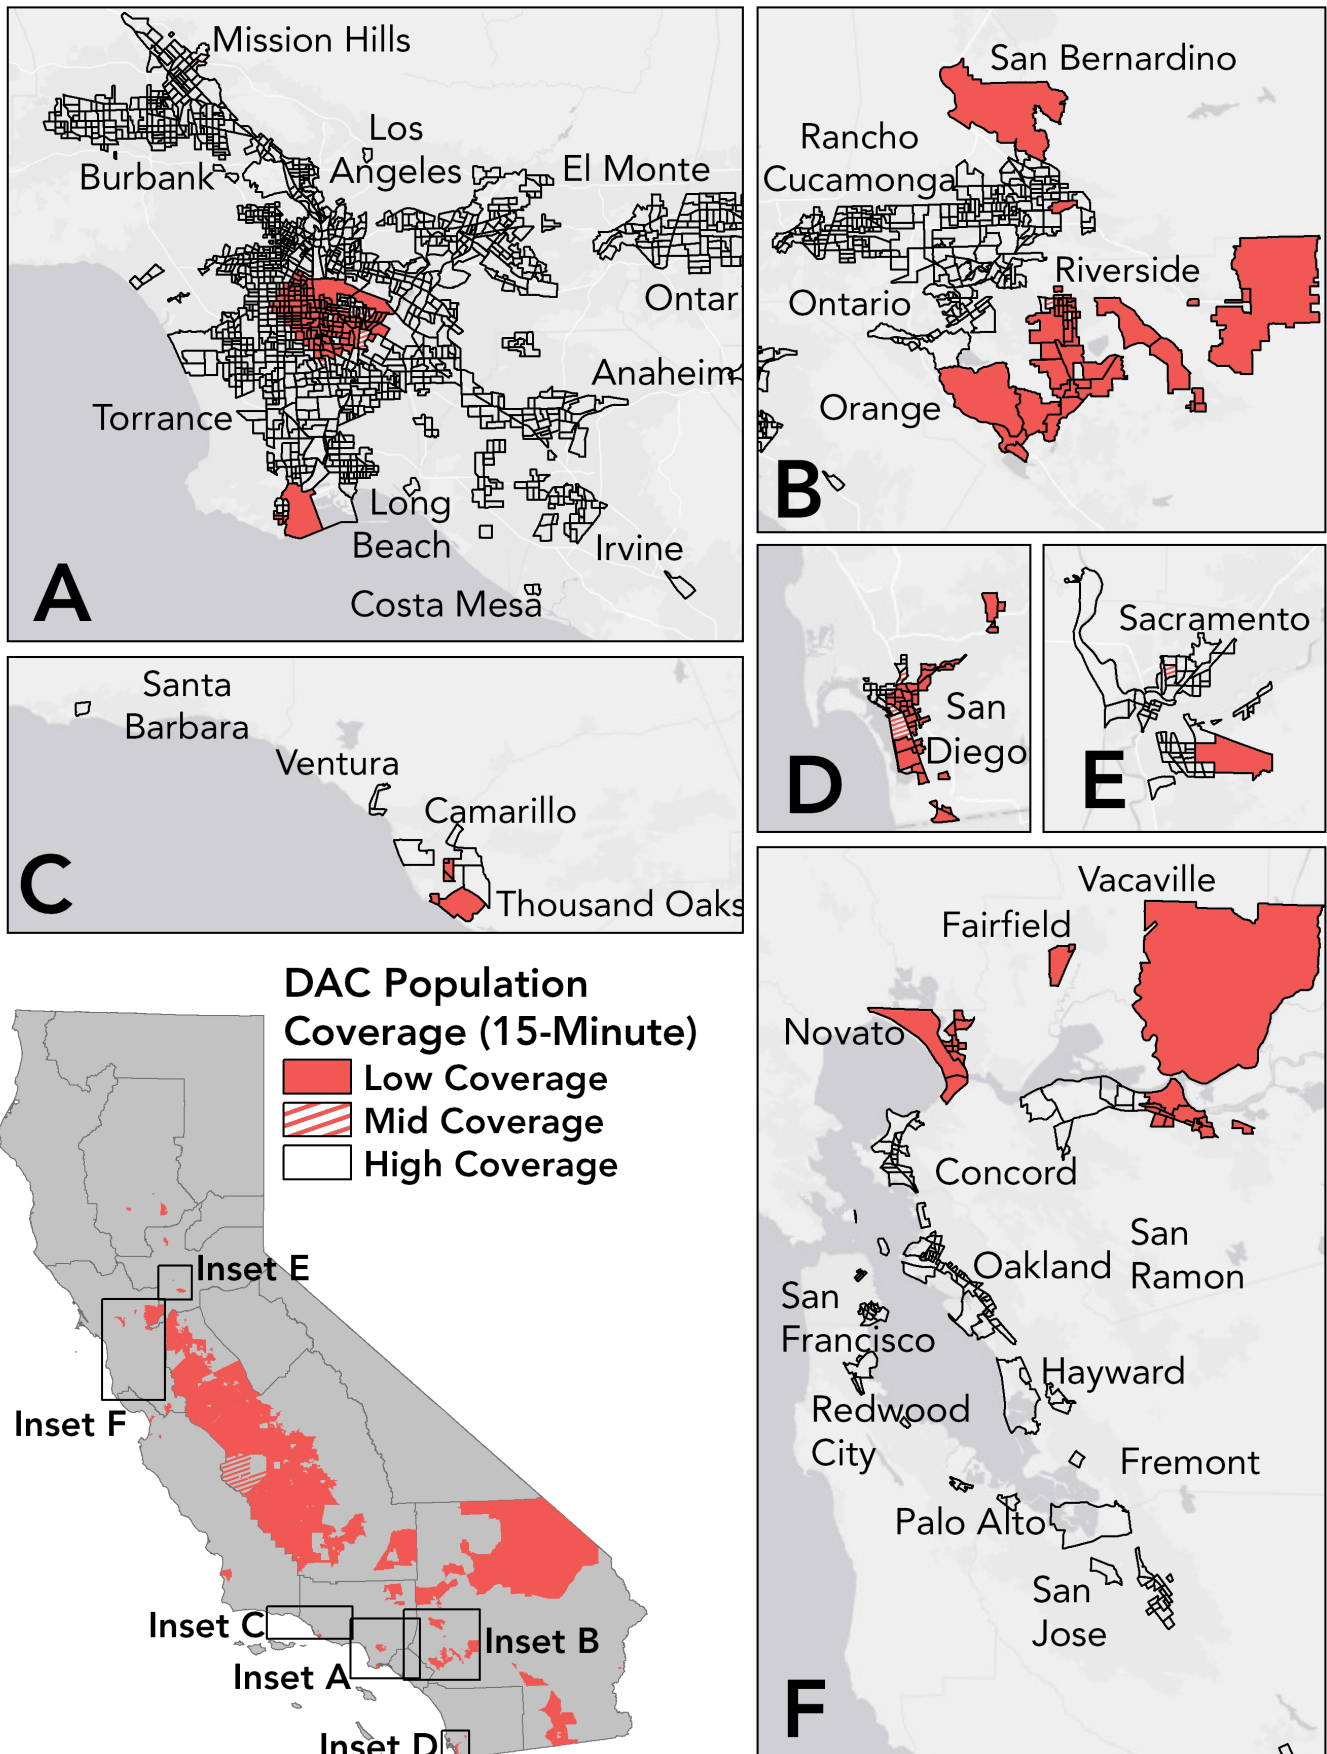 Mission Hills
Los
Angeles
Burbank
El Monte
Ontar
Anaheim
Torrance
Long
Beach
Irvine
Costa Mesa
A
San Bernardino
Rancho
Cucamonga
Riverside
Ontario
Orange
B
Santa
Barbara
Ventura
Camarillo
Thousand Oaks
C
San
Diego
D
Sacramento
E
Vacaville
Fairfield
Novato
Concord
San
Ramon
Oakland
San
Francisco
Hayward
Redwood
City
Fremont
Palo Alto
San
Jose
F
DAC Population
Coverage (15-Minute)
Low Coverage
Mid Coverage
High Coverage
Inset E
Inset F
Inset C
Inset B
Inset A
Inset D